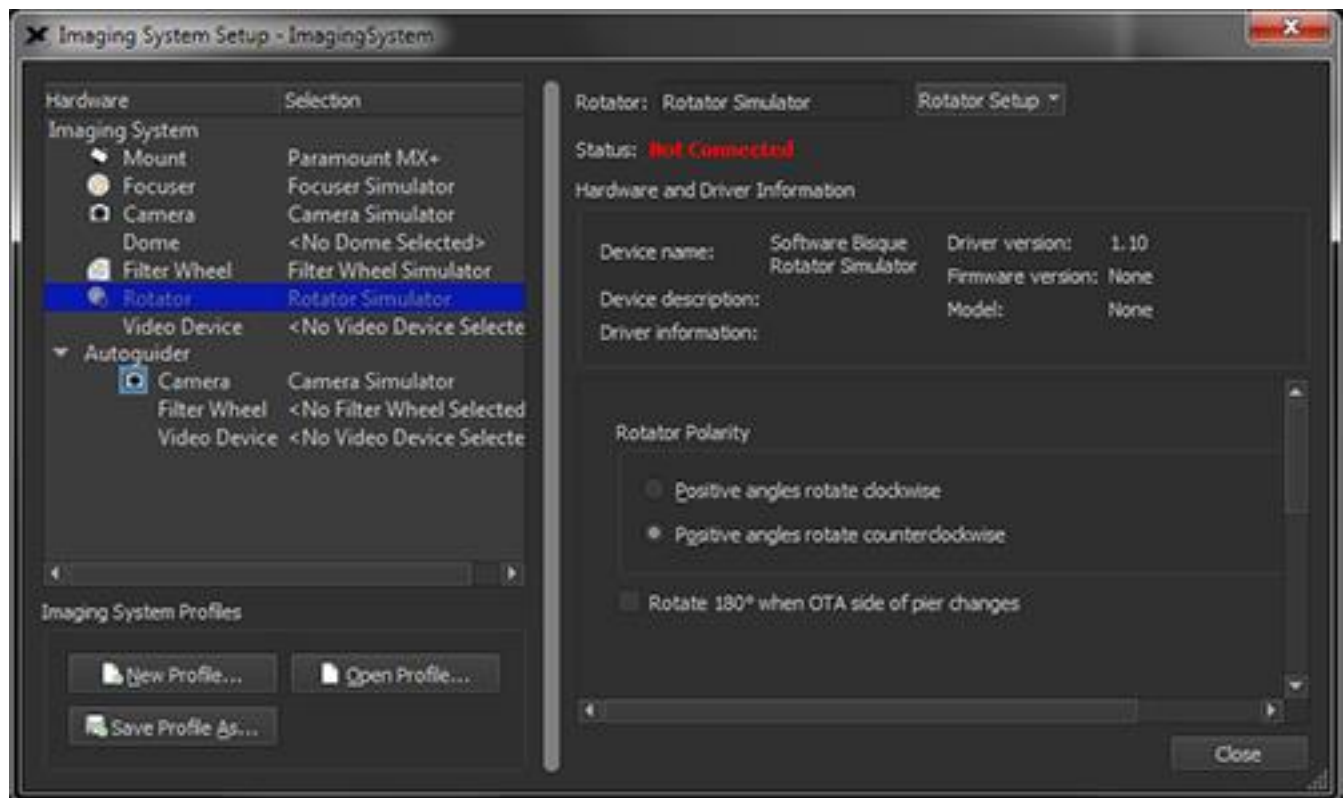 Imaging System Setup - ImagingSystem
Hardware Selection
Imaging System
Mount Paramount MX+
Focuser Focuser Simulator
Camera Camera Simulator
Dome <No Dome Selected>
Filter Wheel Filter Wheel Simulator
Rotator Rotator Simulator
Video Device <No Video Device Selecte
Autoguider
Camera Camera Simulator
Filter Wheel <No Filter Wheel Selected
Video Device <No Video Device Selecte
Imaging System Profiles
New Profile... Open Profile...
Save Profile As...
Rotator: Rotator Simulator Rotator Setup
Status: Not Connected
Hardware and Driver Information
Device name: Software Bisque
Rotator Simulator
Device description:
Driver information:
Driver version: 1.10
Firmware version: None
Model: None
Rotator Polarity
Positive angles rotate clockwise
Positive angles rotate counterclockwise
Rotate 180° when OTA side of pier changes
Close